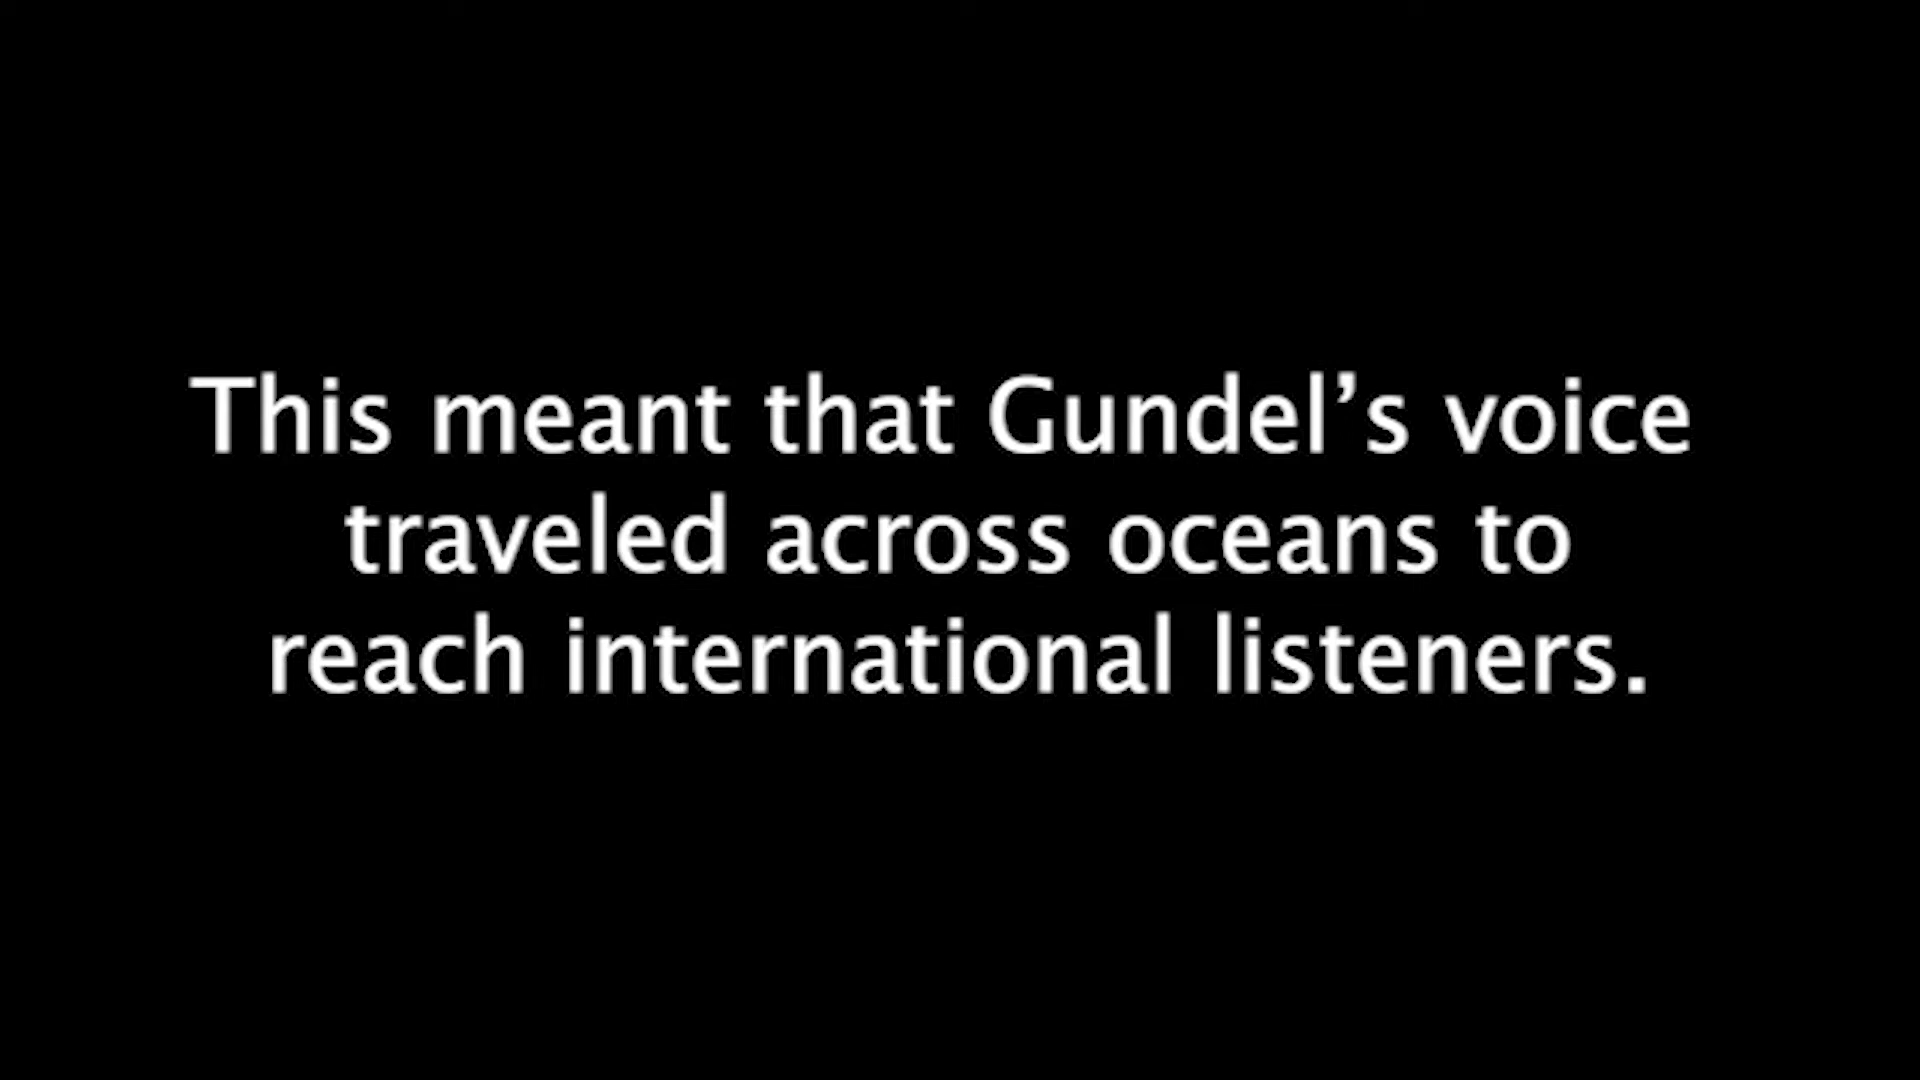 This meant that Gundel’s voice
traveled across oceans to
reach international listeners.